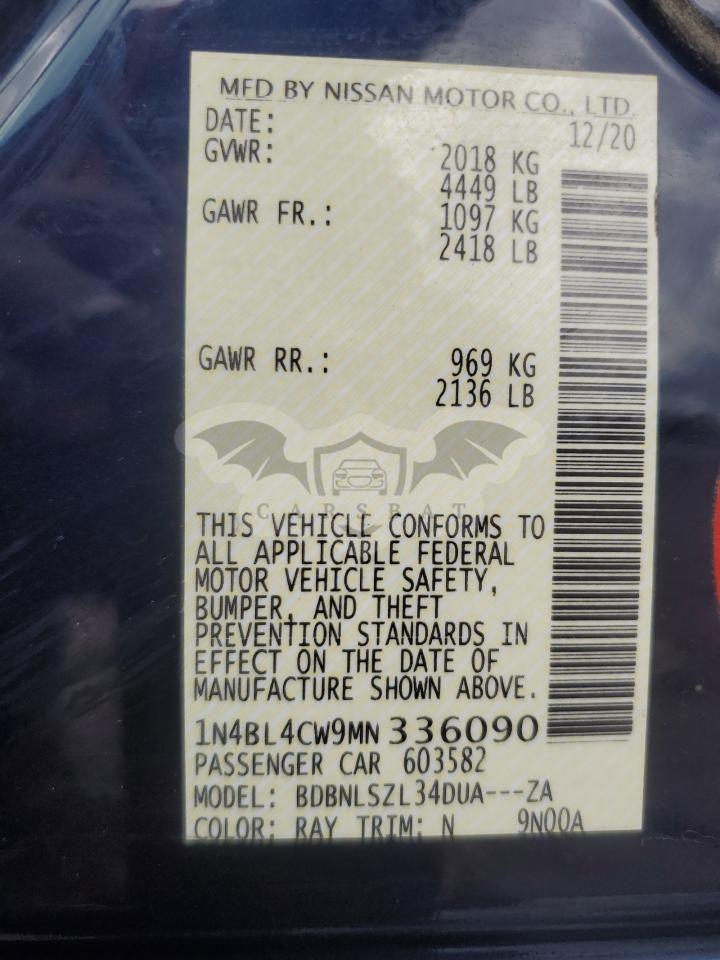 MFD BY NISSAN MOTOR CO., LTD.
DATE: 12/20
GVWR: 2018 KG
4449 LB
GAWR FR.: 1097 KG
2418 LB
GAWR RR.: 969 KG
2136 LB
CARSBAT
THIS VEHICLE CONFORMS TO
ALL APPLICABLE FEDERAL
MOTOR VEHICLE SAFETY,
BUMPER, AND THEFT
PREVENTION STANDARDS IN
EFFECT ON THE DATE OF
MANUFACTURE SHOWN ABOVE.
1N4BL4CW9MN 336090
PASSENGER CAR 603582
MODEL: BDBNLSZL34DUA---ZA
COLOR: RAY TRIM: N 9N00A